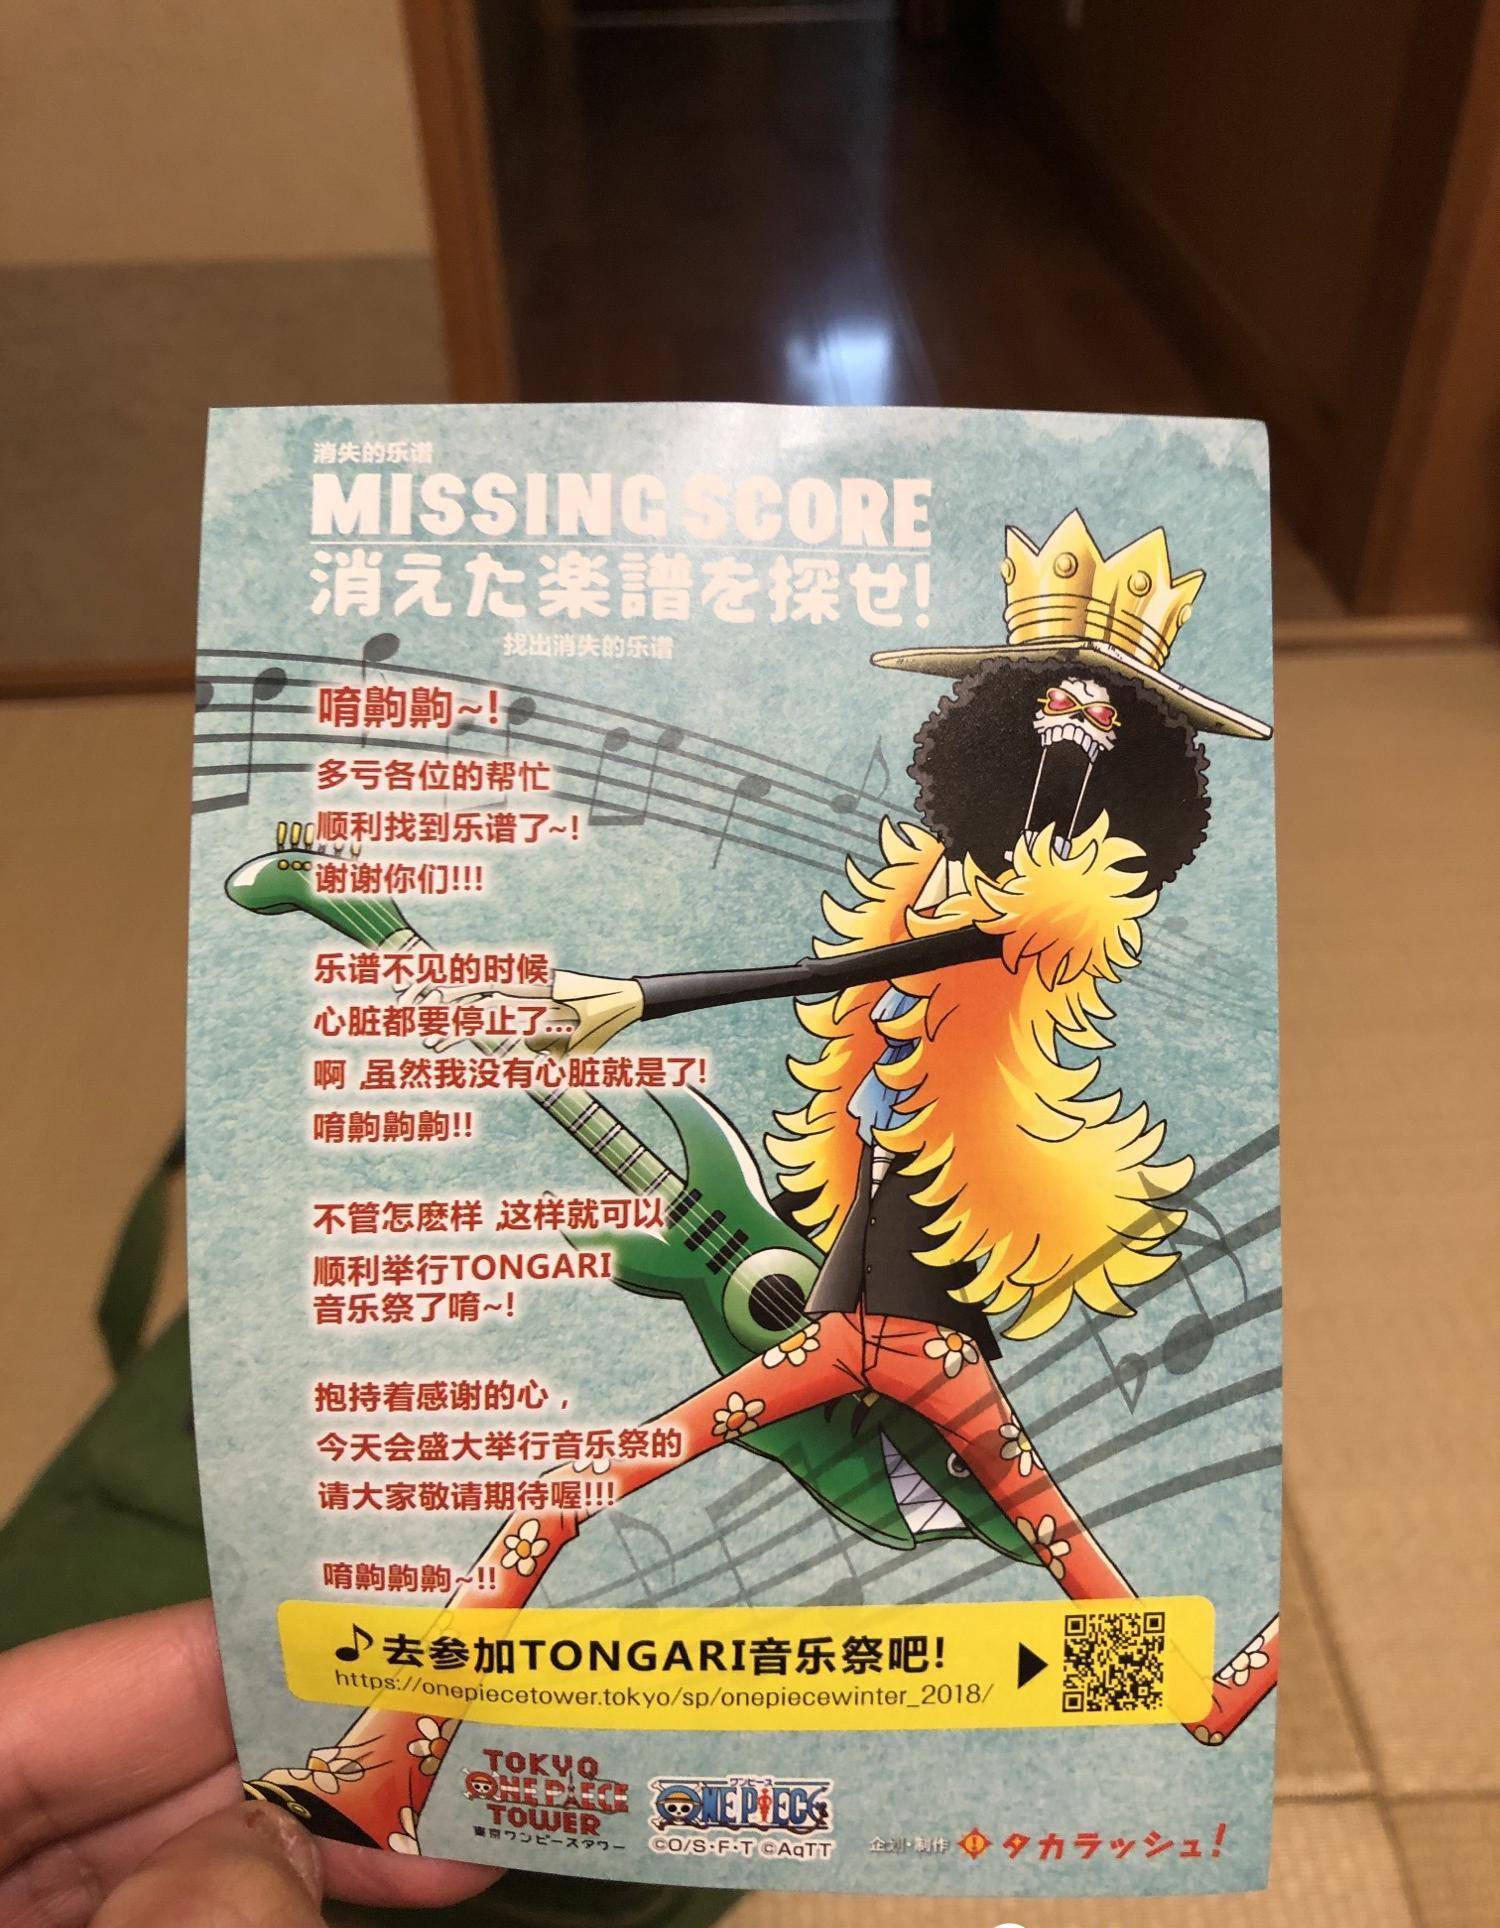 消失的乐谱
MISSING SCORE
消えた楽譜を探せ!
找出消失的乐谱
唷齁齁~!
多亏各位的帮忙
顺利找到乐谱了~!
谢谢你们!!!
乐谱不见的时候
心脏都要停止了...
啊,虽然我没有心脏就是了!
唷齁齁齁!!
不管怎麽样,这样就可以
顺利举行TONGARI
音乐祭了唷~!
抱持着感谢的心，
今天会盛大举行音乐祭的
请大家敬请期待喔!!!
唷齁齁齁~!!
♪去参加TONGARI音乐祭吧!
https://onepiecetower.tokyo/sp/onepiecewinter_2018/
TOKYO
ONE PIECE
TOWER
東京ワンピースタワー
ワンピース
ONE PIECE
©O/S・F・T ©AqTT
企划・制作 タカラッシュ!